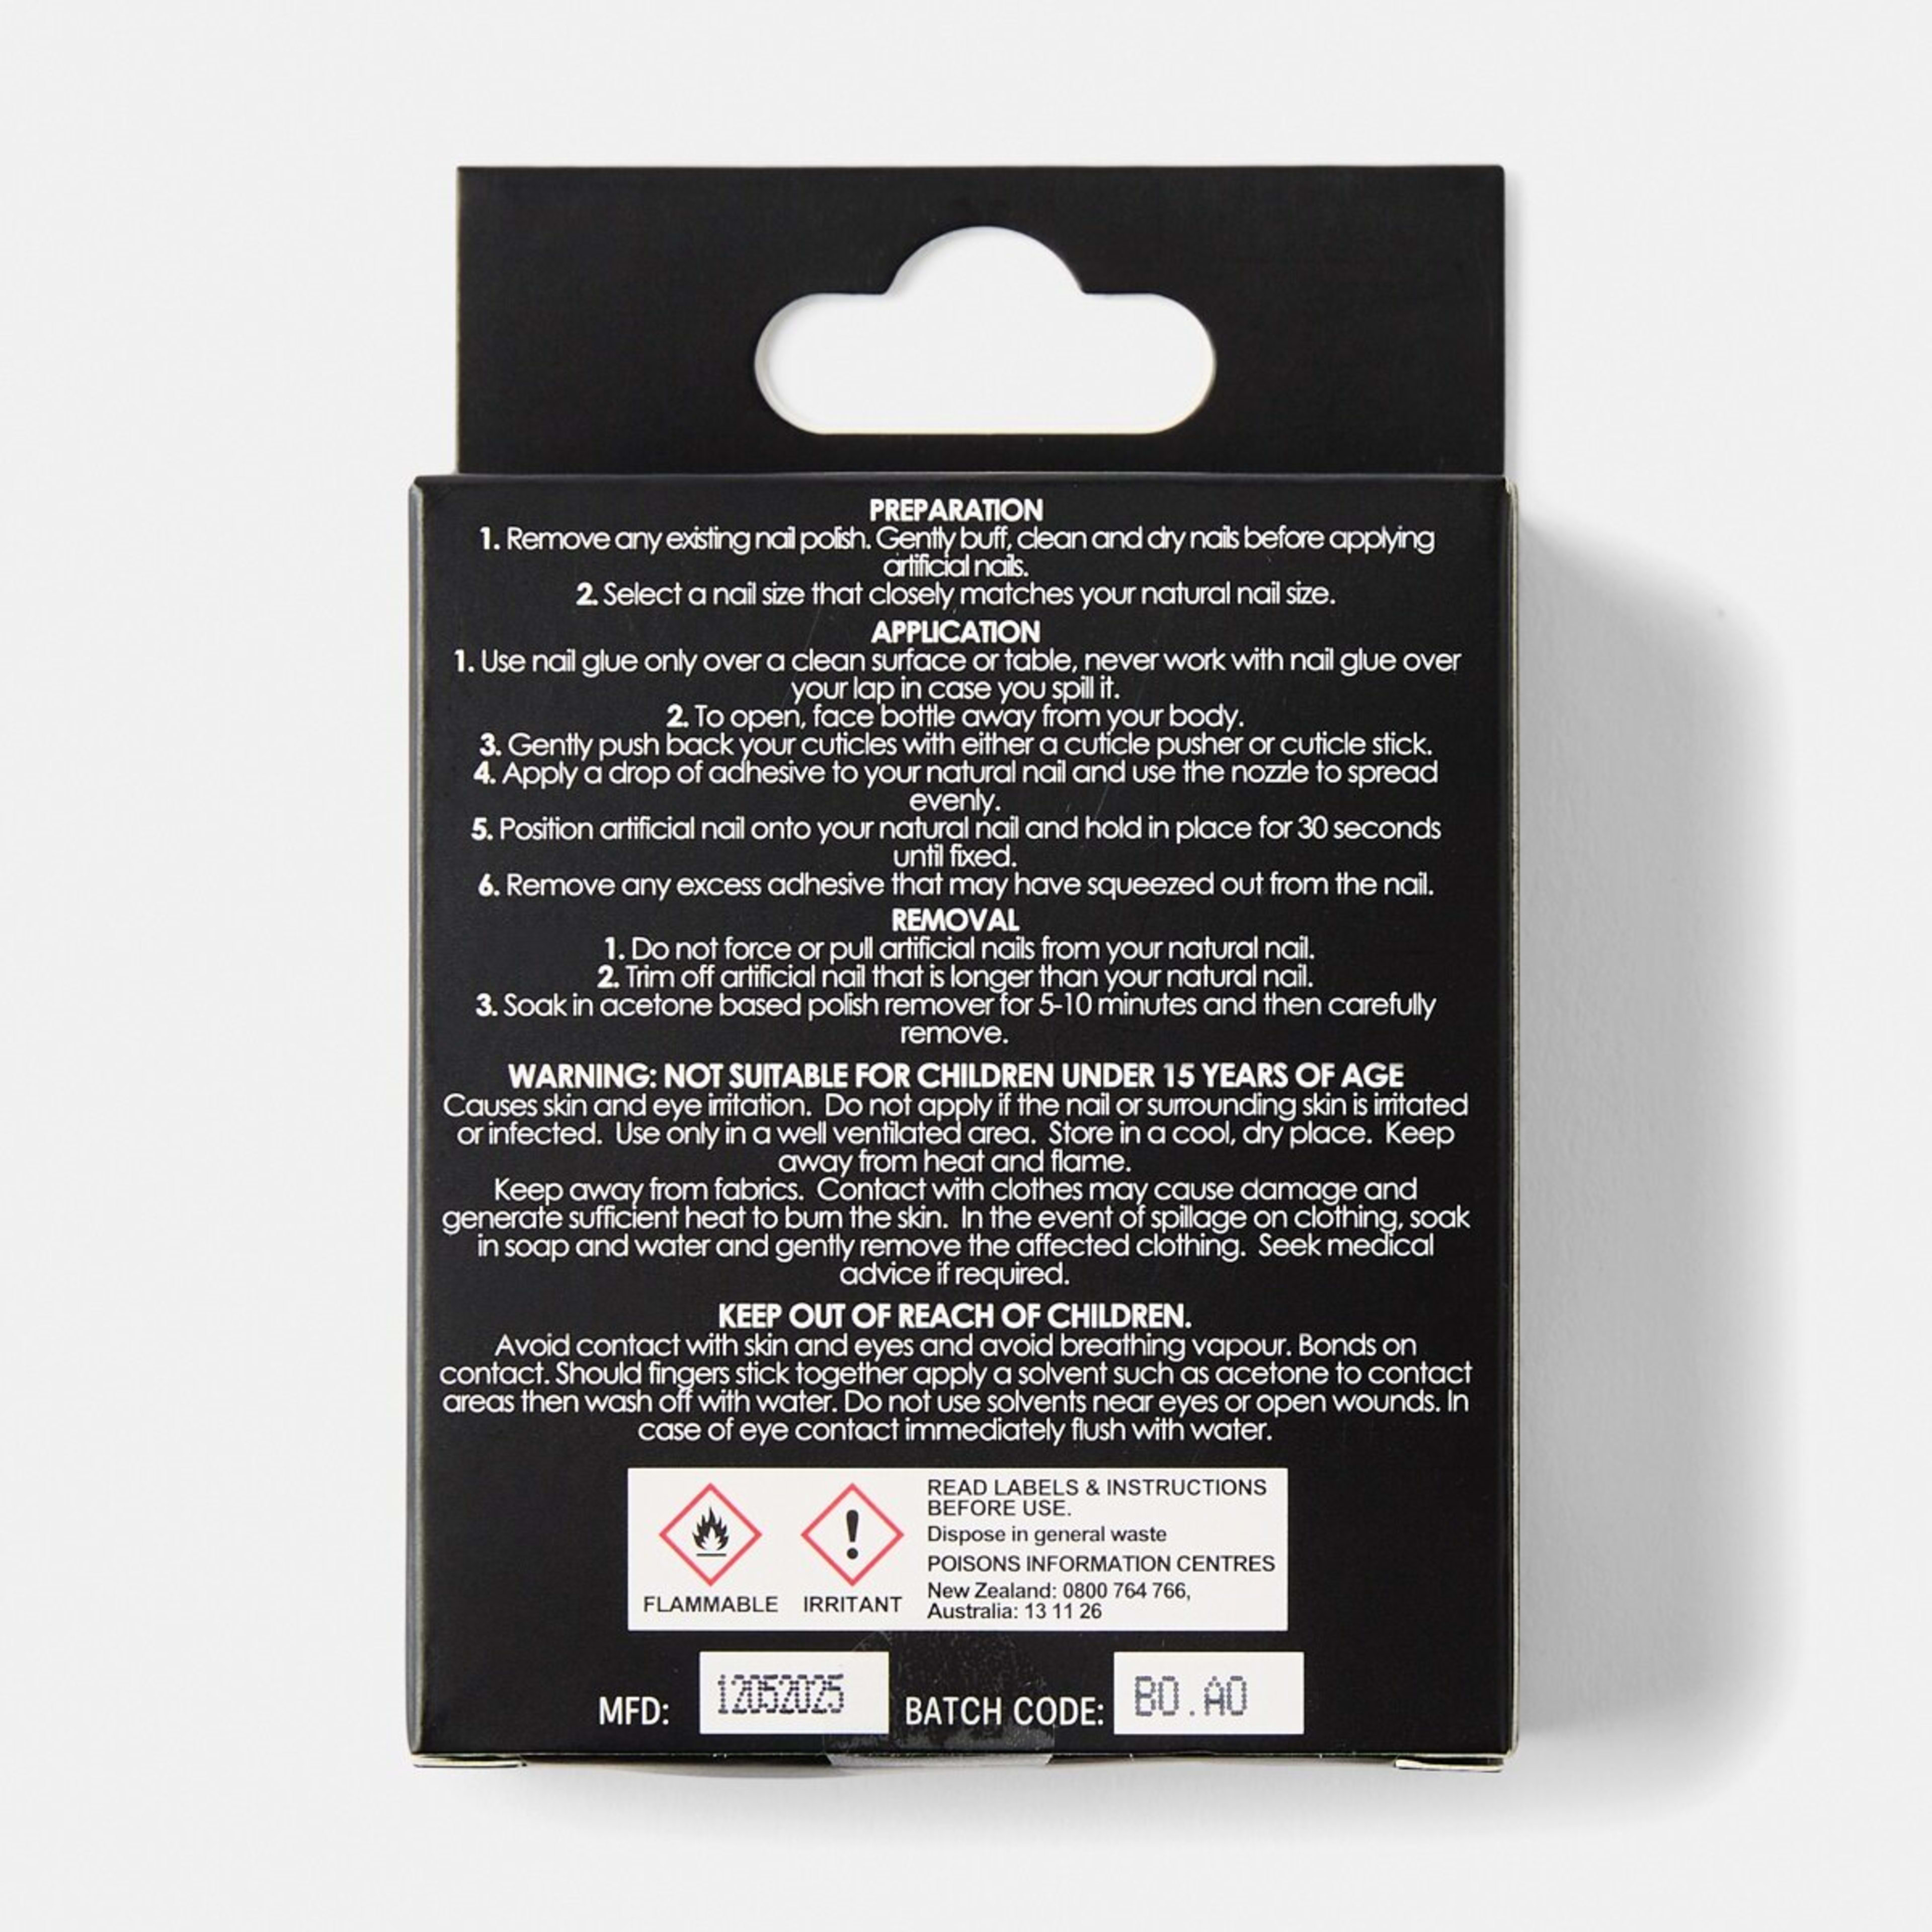 PREPARATION
1. Remove any existing nail polish. Gently buff, clean and dry nails before applying
artificial nails.
2. Select a nail size that closely matches your natural nail size.
APPLICATION
1. Use nail glue only over a clean surface or table, never work with nail glue over
your lap in case you spill it.
2. To open, face bottle away from your body.
3. Gently push back your cuticles with either a cuticle pusher or cuticle stick.
4. Apply a drop of adhesive to your natural nail and use the nozzle to spread
evenly.
5. Position artificial nail onto your natural nail and hold in place for 30 seconds
until fixed.
6. Remove any excess adhesive that may have squeezed out from the nail.
REMOVAL
1. Do not force or pull artificial nails from your natural nail.
2. Trim off artificial nail that is longer than your natural nail.
3. Soak in acetone based polish remover for 5-10 minutes and then carefully
remove.
WARNING: NOT SUITABLE FOR CHILDREN UNDER 15 YEARS OF AGE
Causes skin and eye irritation. Do not apply if the nail or surrounding skin is irritated
or infected. Use only in a well ventilated area. Store in a cool, dry place. Keep
away from heat and flame.
Keep away from fabrics. Contact with clothes may cause damage and
generate sufficient heat to burn the skin. In the event of spillage on clothing, soak
in soap and water and gently remove the affected clothing. Seek medical
advice if required.
KEEP OUT OF REACH OF CHILDREN.
Avoid contact with skin and eyes and avoid breathing vapour. Bonds on
contact. Should fingers stick together apply a solvent such as acetone to contact
areas then wash off with water. Do not use solvents near eyes or open wounds. In
case of eye contact immediately flush with water.
FLAMMABLE IRRITANT
READ LABELS & INSTRUCTIONS
BEFORE USE.
Dispose in general waste
POISONS INFORMATION CENTRES
New Zealand: 0800 764 766,
Australia: 13 11 26
MFD: 12052025 BATCH CODE: B0.A0